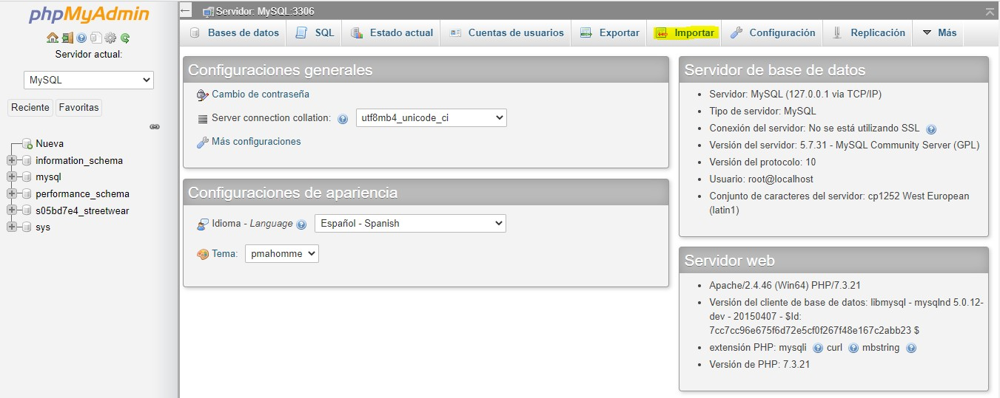 phpMyAdmin
Servidor actual:
MySQL
Reciente Favoritas
Nueva
information_schema
mysql
performance_schema
s05bd7e4_streetwear
sys
Servidor: MySQL:3306
Bases de datos SQL Estado actual Cuentas de usuarios Exportar Importar Configuración Replicación Más
Configuraciones generales
Cambio de contraseña
Server connection collation: utf8mb4_unicode_ci
Más configuraciones
Configuraciones de apariencia
Idioma - Language Español - Spanish
Tema: pmahomme
Servidor de base de datos
Servidor: MySQL (127.0.0.1 via TCP/IP)
Tipo de servidor: MySQL
Conexión del servidor: No se está utilizando SSL
Versión del servidor: 5.7.31 - MySQL Community Server (GPL)
Versión del protocolo: 10
Usuario: root@localhost
Conjunto de caracteres del servidor: cp1252 West European
(latin1)
Servidor web
Apache/2.4.46 (Win64) PHP/7.3.21
Versión del cliente de base de datos: libmysql - mysqlnd 5.0.12-
dev - 20150407 - $Id:
7cc7cc96e675f6d72e5cf0f267f48e167c2abb23 $
extensión PHP: mysqli curl mbstring
Versión de PHP: 7.3.21